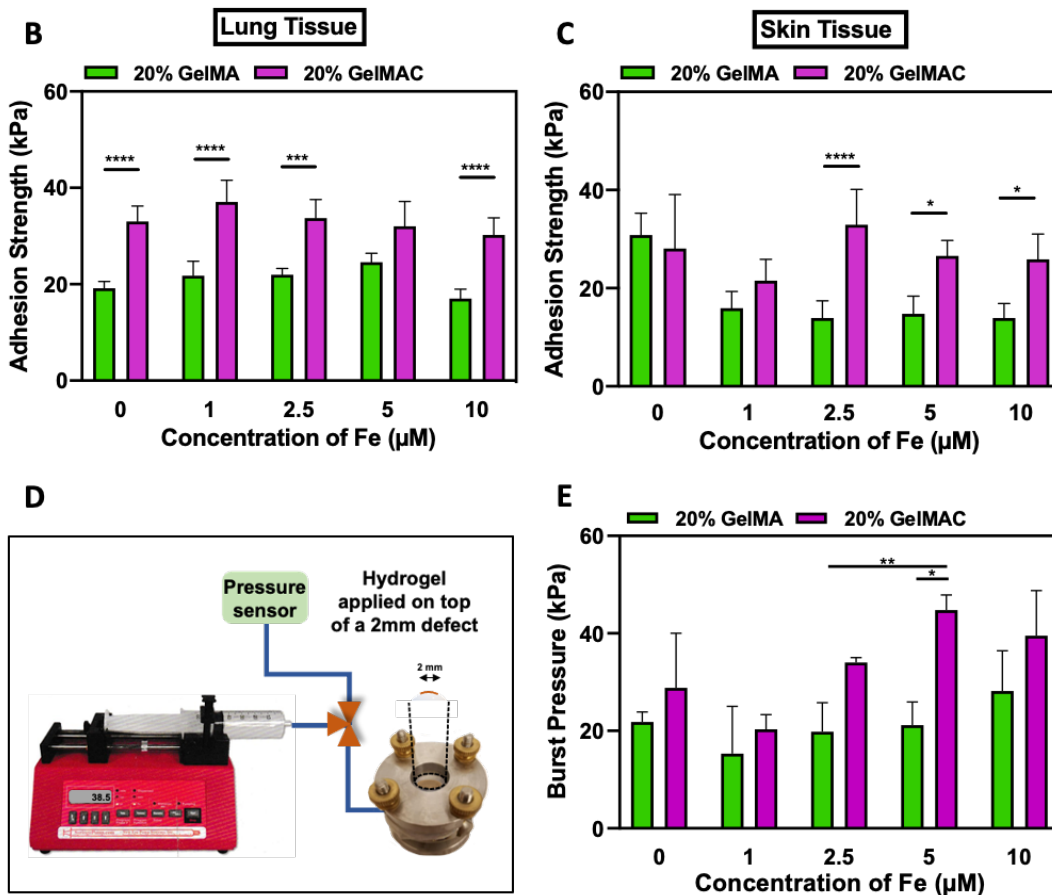 B
Lung Tissue
20% GelMA
20% GelMAC
Adhesion Strength (kPa)
60
40
20
0
****
****
***
****
0 1 2.5 5 10
Concentration of Fe (µM)
C
Skin Tissue
20% GelMA
20% GelMAC
Adhesion Strength (kPa)
60
40
20
0
****
*
*
0 1 2.5 5 10
Concentration of Fe (µM)
D
Pressure
sensor
Hydrogel
applied on top
of a 2mm defect
2 mm
38.5
E
20% GelMA
20% GelMAC
Burst Pressure (kPa)
60
40
20
0
**
*
0 1 2.5 5 10
Concentration of Fe (µM)